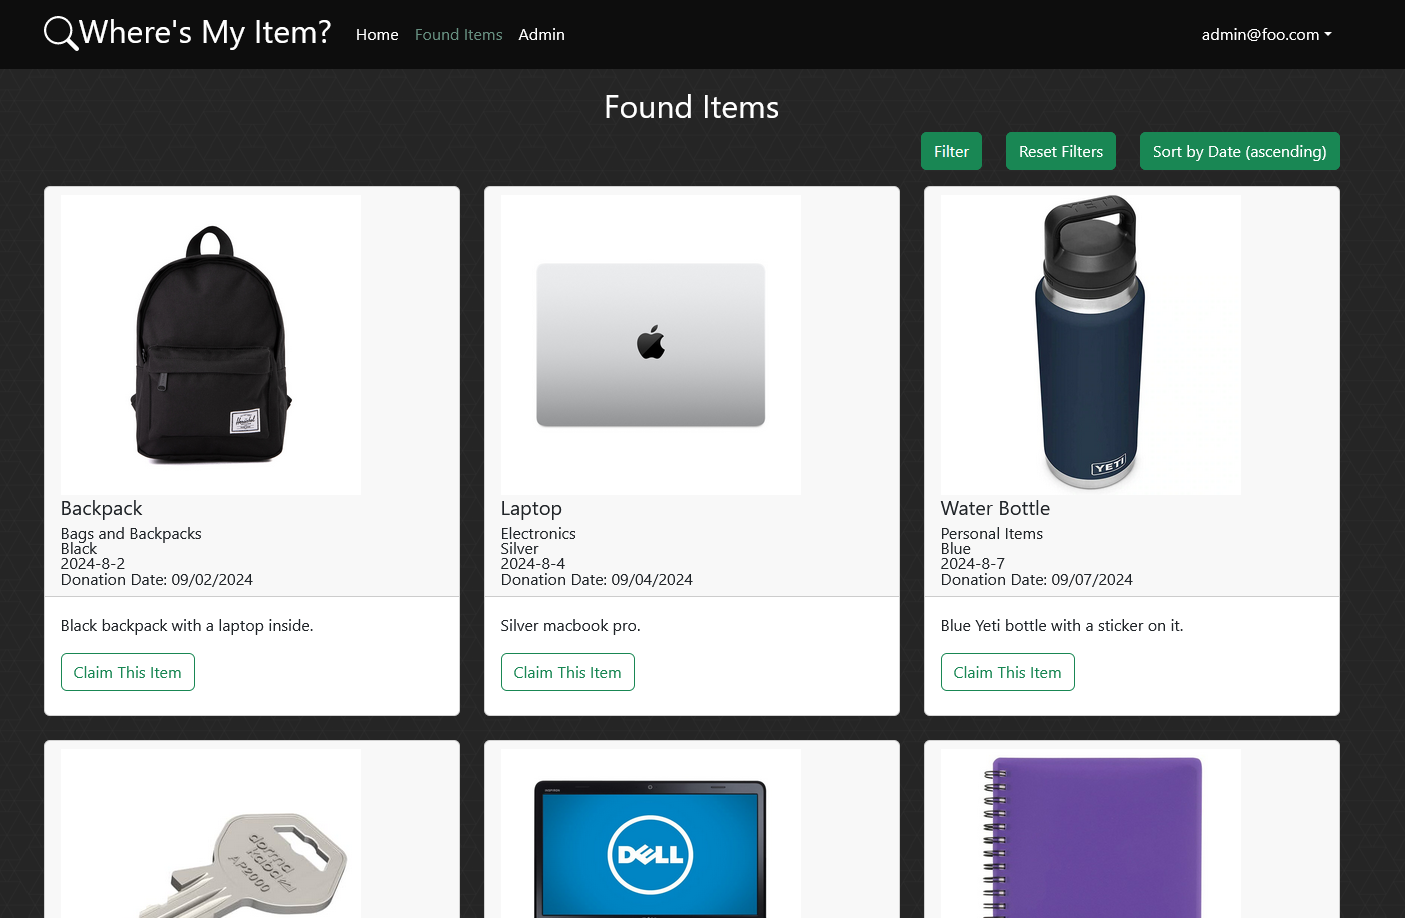 Where's My Item?
Home
Found Items
Admin
admin@foo.com
Found Items
Filter
Reset Filters
Sort by Date (ascending)
Herschel
YETI
YETI
Backpack
Bags and Backpacks
Black
2024-8-2
Donation Date: 09/02/2024
Black backpack with a laptop inside.
Claim This Item
Laptop
Electronics
Silver
2024-8-4
Donation Date: 09/04/2024
Silver macbook pro.
Claim This Item
Water Bottle
Personal Items
Blue
2024-8-7
Donation Date: 09/07/2024
Blue Yeti bottle with a sticker on it.
Claim This Item
dorma
kaba
AP2000
DELL